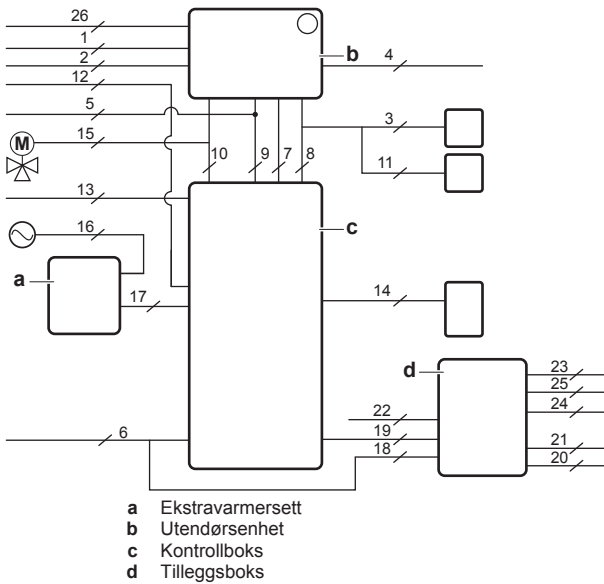 26
1
b
2
4
12
5
3
M
15
10
9
7
8
11
13
16
c
a
17
14
d
23
25
22
24
6
19
18
21
20
a Ekstravarmersett
b Utendørsenhet
c Kontrollboks
d Tilleggsboks